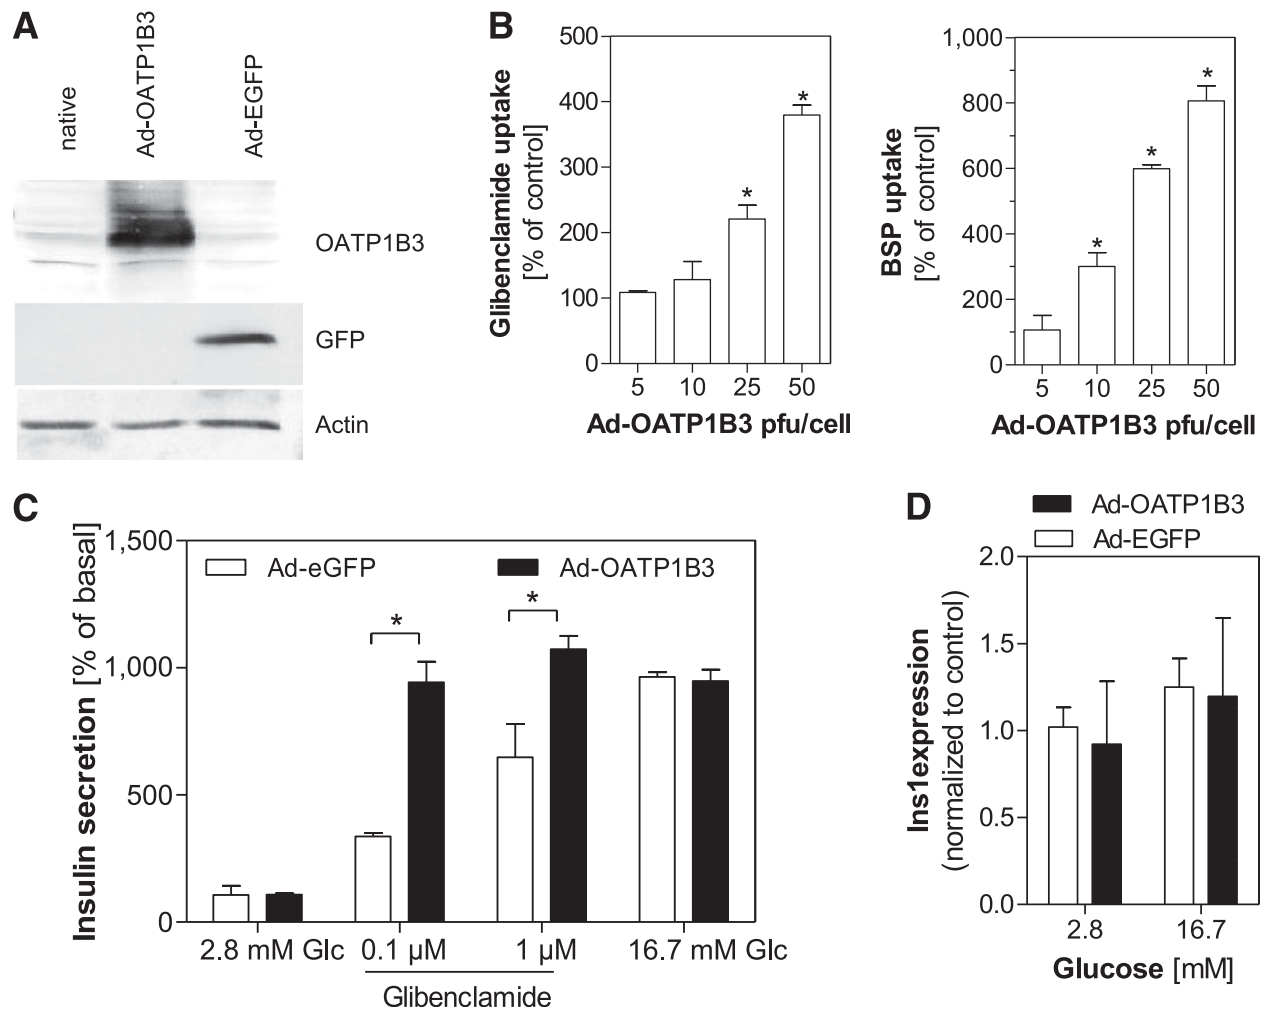 A
native
Ad-OATP1B3
Ad-EGFP
OATP1B3
GFP
Actin
B
Glibenclamide uptake
[% of control]
500
400
300
200
100
0
*
*
5 10 25 50
Ad-OATP1B3 pfu/cell
BSP uptake
[% of control]
1,000
800
600
400
200
0
*
*
*
5 10 25 50
Ad-OATP1B3 pfu/cell
C
Insulin secretion [% of basal]
1,500
1,000
500
0
Ad-eGFP Ad-OATP1B3
*
*
2.8 mM Glc 0.1 µM 1 µM 16.7 mM Glc
Glibenclamide
D
Ad-OATP1B3
Ad-EGFP
Ins1expression
(normalized to control)
2.0
1.5
1.0
0.5
0.0
2.8 16.7
Glucose [mM]